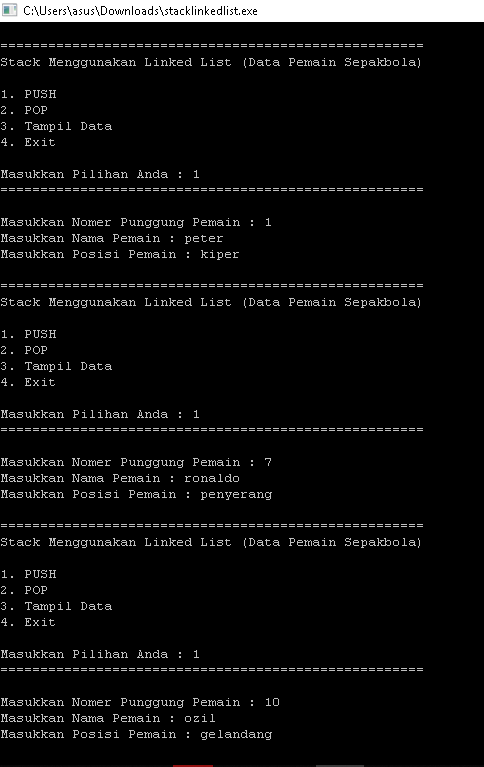 C:\Users\asus\Downloads\stacklinkedlist.exe
=====================================================
Stack Menggunakan Linked List (Data Pemain Sepakbola)
1. PUSH
2. POP
3. Tampil Data
4. Exit
Masukkan Pilihan Anda : 1
=====================================================
Masukkan Nomer Punggung Pemain : 1
Masukkan Nama Pemain : peter
Masukkan Posisi Pemain : kiper
=====================================================
Stack Menggunakan Linked List (Data Pemain Sepakbola)
1. PUSH
2. POP
3. Tampil Data
4. Exit
Masukkan Pilihan Anda : 1
=====================================================
Masukkan Nomer Punggung Pemain : 7
Masukkan Nama Pemain : ronaldo
Masukkan Posisi Pemain : penyerang
=====================================================
Stack Menggunakan Linked List (Data Pemain Sepakbola)
1. PUSH
2. POP
3. Tampil Data
4. Exit
Masukkan Pilihan Anda : 1
=====================================================
Masukkan Nomer Punggung Pemain : 10
Masukkan Nama Pemain : ozil
Masukkan Posisi Pemain : gelandang